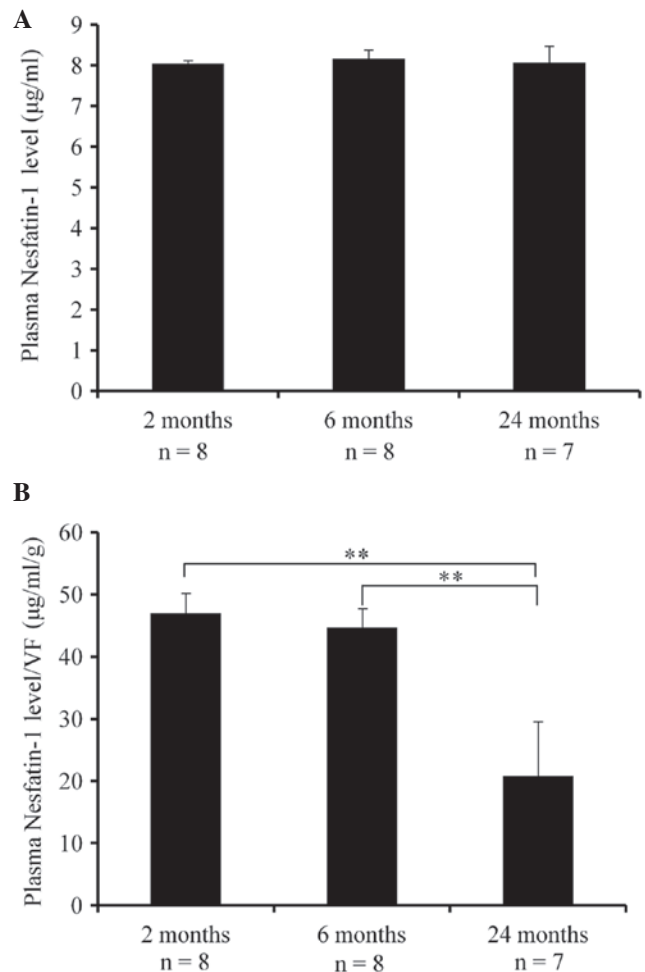 A
Plasma Nesfatin-1 level (µg/ml)
9
8
7
6
5
4
3
2
1
0
2 months
6 months
24 months
n = 8
n = 8
n = 7
B
Plasma Nesfatin-1 level/VF (µg/ml/g)
60
50
40
30
20
10
0
**
**
2 months
6 months
24 months
n = 8
n = 8
n = 7